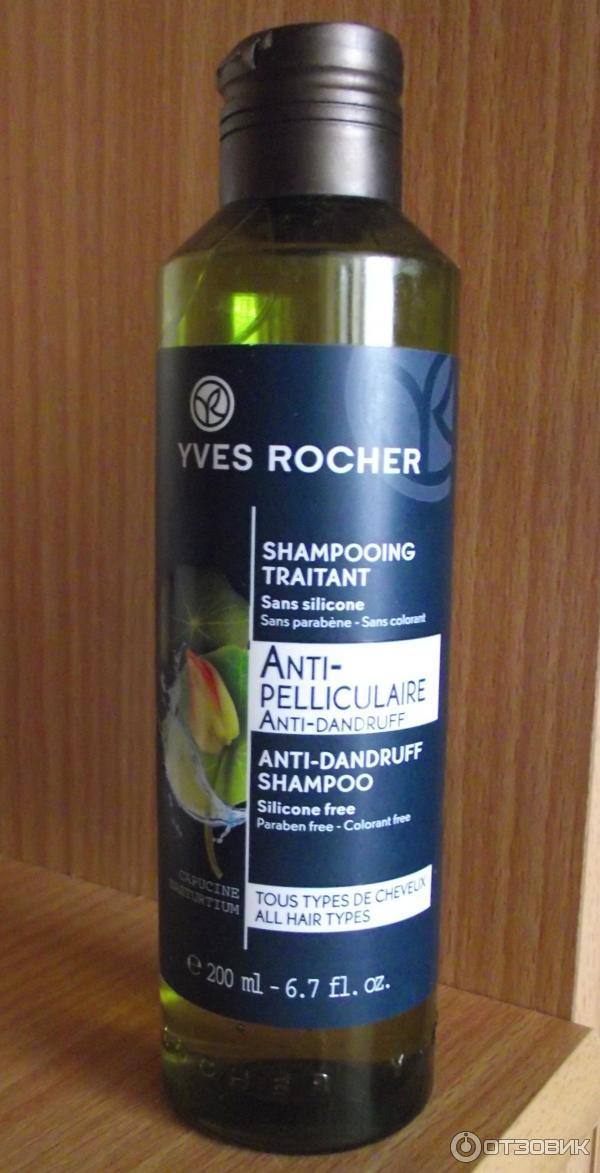 YVES ROCHER
SHAMPOOING
TRAITANT
Sans silicone
Sans parabène - Sans colorant
ANTI-
PELLICULAIRE
ANTI-DANDRUFF
ANTI-DANDRUFF
SHAMPOO
Silicone free
Paraben free - Colorant free
CAPUCINE
NASTURTIUM
TOUS TYPES DE CHEVEUX
ALL HAIR TYPES
℮ 200 ml - 6.7 fl. oz.
ОТЗОВИК